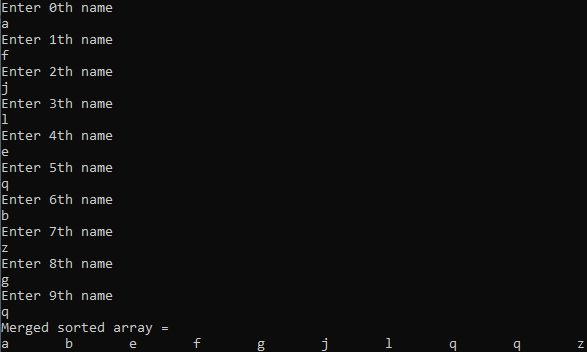 Enter 0th name
a
Enter 1th name
f
Enter 2th name
j
Enter 3th name
l
Enter 4th name
e
Enter 5th name
q
Enter 6th name
b
Enter 7th name
z
Enter 8th name
g
Enter 9th name
q
Merged sorted array =
a b e f g j l q q z